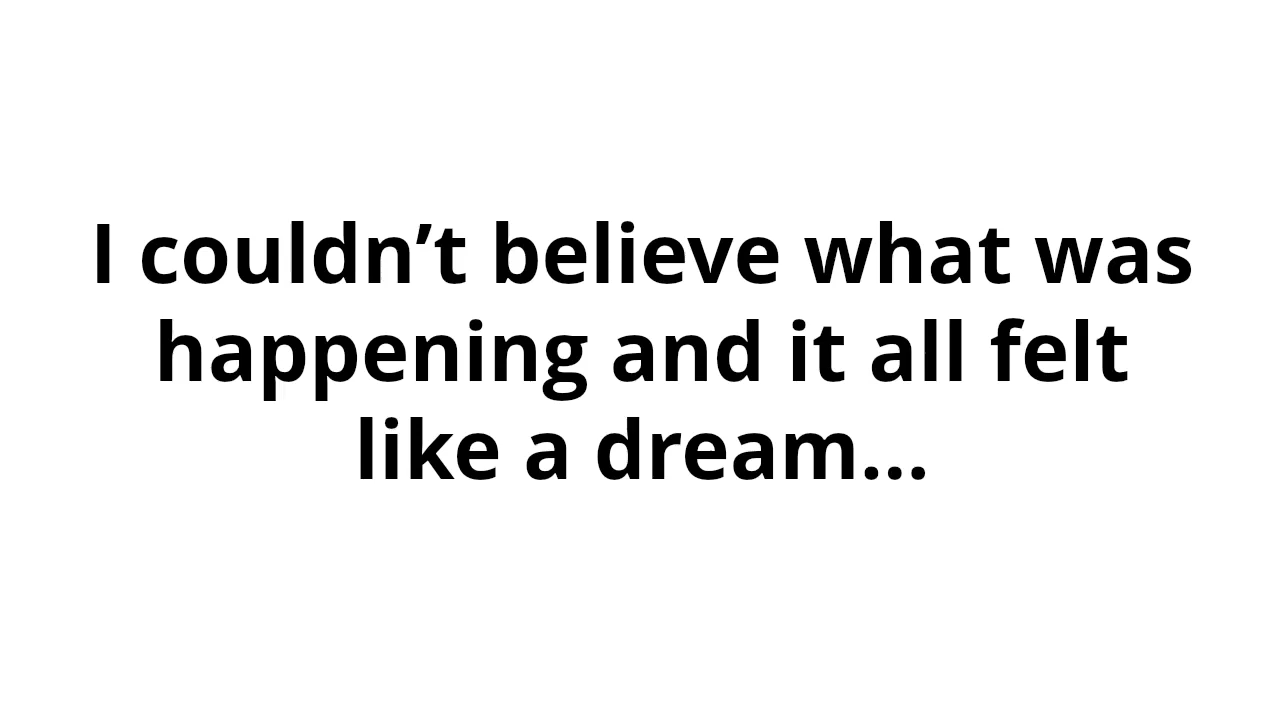 I couldn’t believe what was
happening and it all felt
like a dream...